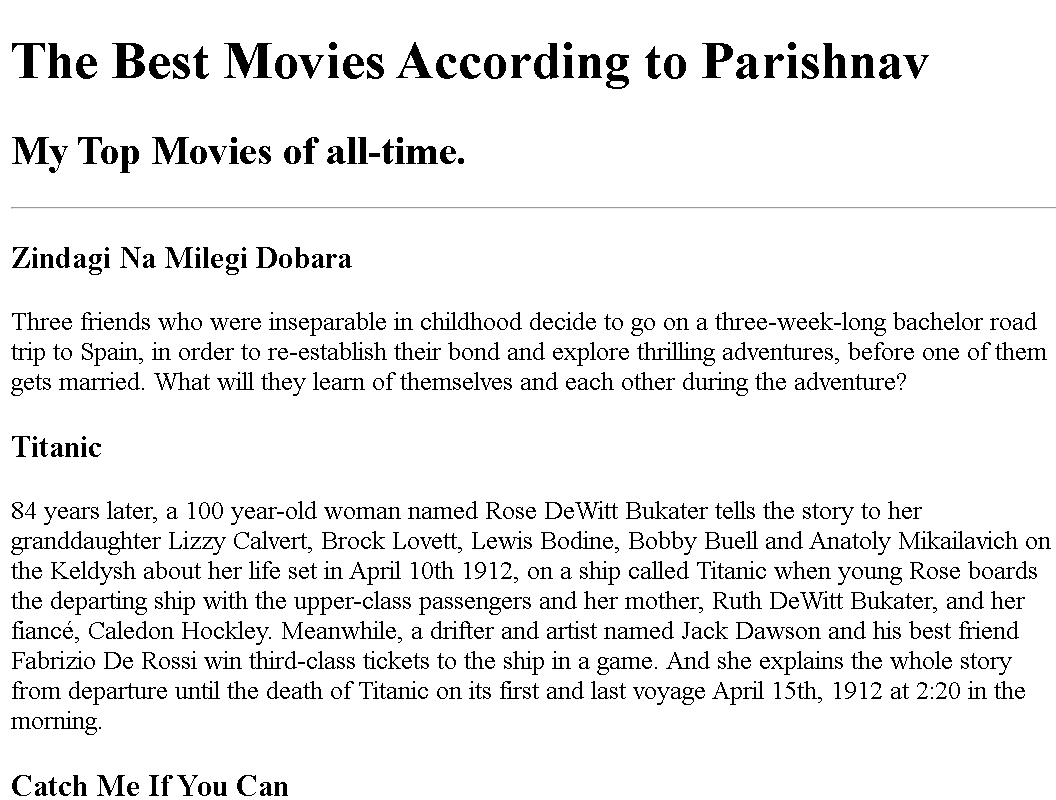 The Best Movies According to Parishnav
My Top Movies of all-time.
Zindagi Na Milegi Dobara
Three friends who were inseparable in childhood decide to go on a three-week-long bachelor road
trip to Spain, in order to re-establish their bond and explore thrilling adventures, before one of them
gets married. What will they learn of themselves and each other during the adventure?
Titanic
84 years later, a 100 year-old woman named Rose DeWitt Bukater tells the story to her
granddaughter Lizzy Calvert, Brock Lovett, Lewis Bodine, Bobby Buell and Anatoly Mikailavich on
the Keldysh about her life set in April 10th 1912, on a ship called Titanic when young Rose boards
the departing ship with the upper-class passengers and her mother, Ruth DeWitt Bukater, and her
fiancé, Caledon Hockley. Meanwhile, a drifter and artist named Jack Dawson and his best friend
Fabrizio De Rossi win third-class tickets to the ship in a game. And she explains the whole story
from departure until the death of Titanic on its first and last voyage April 15th, 1912 at 2:20 in the
morning.
Catch Me If You Can